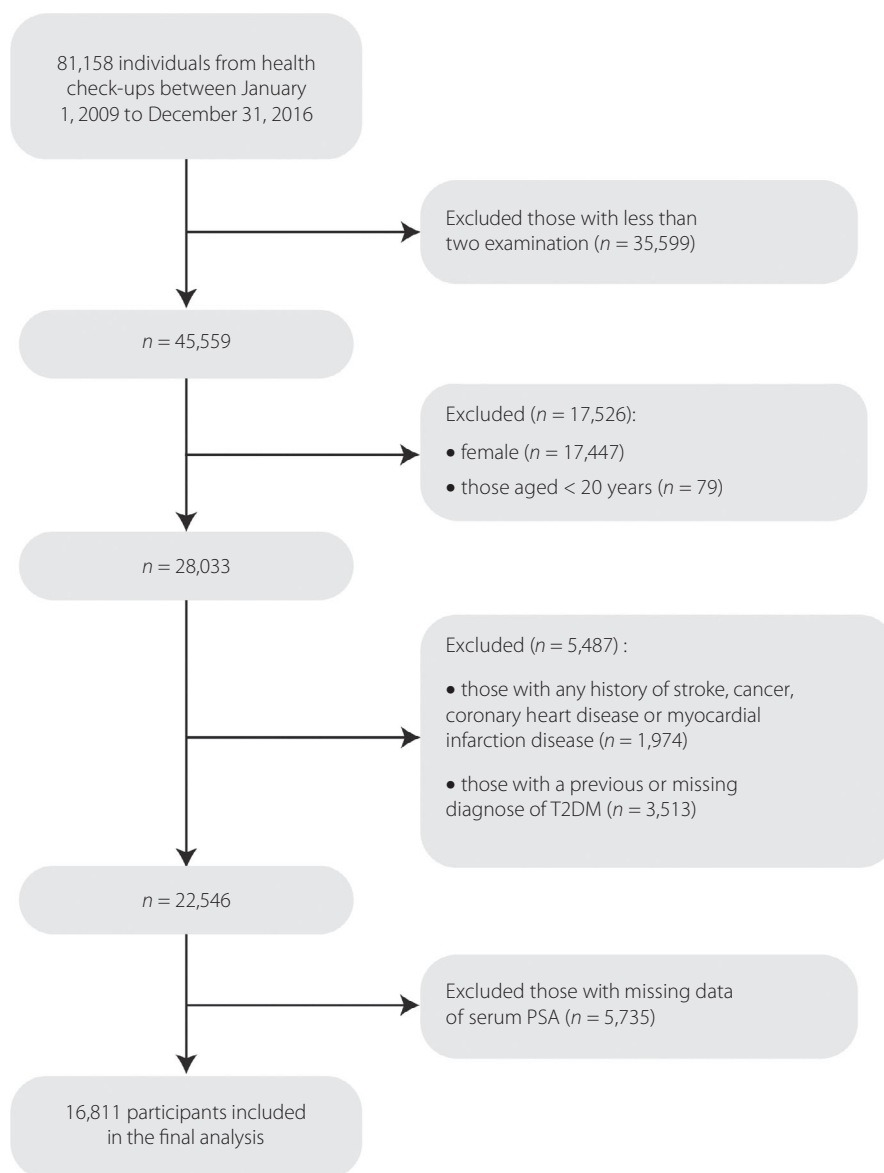 81,158 individuals from health
check-ups between January
1, 2009 to December 31, 2016
Excluded those with less than
two examination (n = 35,599)
n = 45,559
Excluded (n = 17,526):
• female (n = 17,447)
• those aged < 20 years (n = 79)
n = 28,033
Excluded (n = 5,487) :
• those with any history of stroke, cancer,
coronary heart disease or myocardial
infarction disease (n = 1,974)
• those with a previous or missing
diagnose of T2DM (n = 3,513)
n = 22,546
Excluded those with missing data
of serum PSA (n = 5,735)
16,811 participants included
in the final analysis